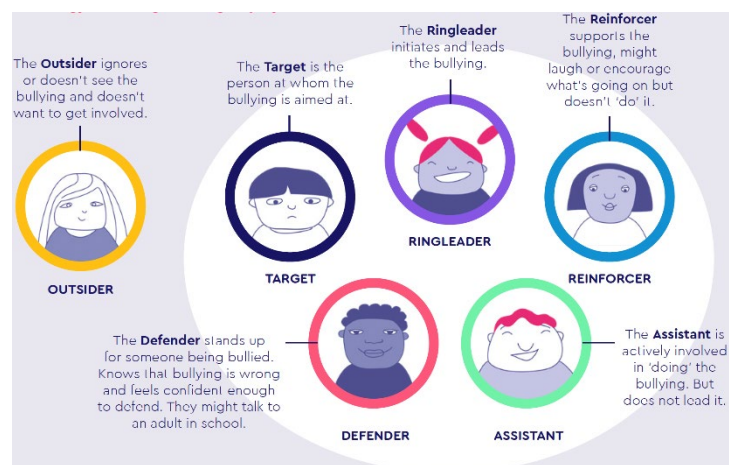 The Outsider ignores
or doesn't see the
bullying and doesn't
want to get involved.
OUTSIDER
The Target is the
person at whom the
bullying is aimed at.
TARGET
The Ringleader
initiates and leads
the bullying.
RINGLEADER
The Reinforcer
supports the
bullying, might
laugh or encourage
what's going on but
doesn't 'do' it.
REINFORCER
The Defender stands up
for someone being bullied.
Knows that bullying is wrong
and feels confident enough
to defend. They might talk to
an adult in school.
DEFENDER
ASSISTANT
The Assistant is
actively involved
in 'doing' the
bullying. But
does not lead it.